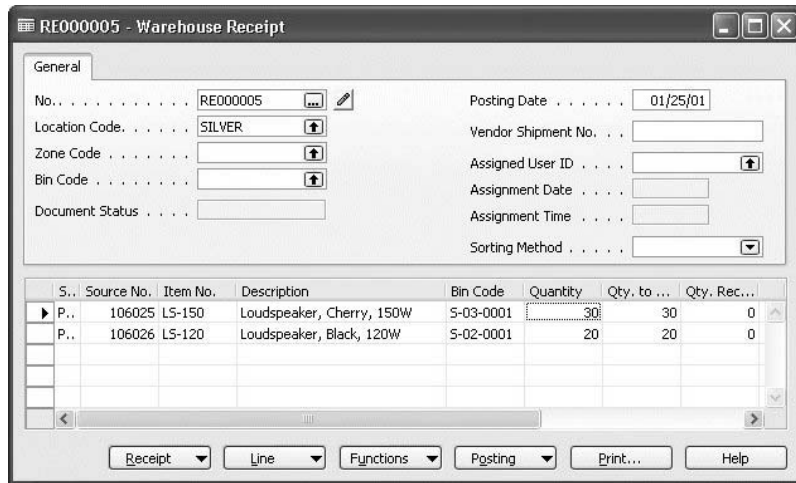 RE000005 - Warehouse Receipt
General
No. . . . . . . . . . . . RE000005
Location Code. . . . . . SILVER
Zone Code . . . . . . . .
Bin Code . . . . . . . .
Document Status . . . .
Posting Date . . . . . . 01/25/01
Vendor Shipment No. . .
Assigned User ID . . . .
Assignment Date . . . .
Assignment Time . . . .
Sorting Method . . . . .
S.. Source No. Item No. Description Bin Code Quantity Qty. to ... Qty. Rec...
P.. 106025 LS-150 Loudspeaker, Cherry, 150W S-03-0001 30 30 0
P.. 106026 LS-120 Loudspeaker, Black, 120W S-02-0001 20 20 0
Receipt Line Functions Posting Print... Help